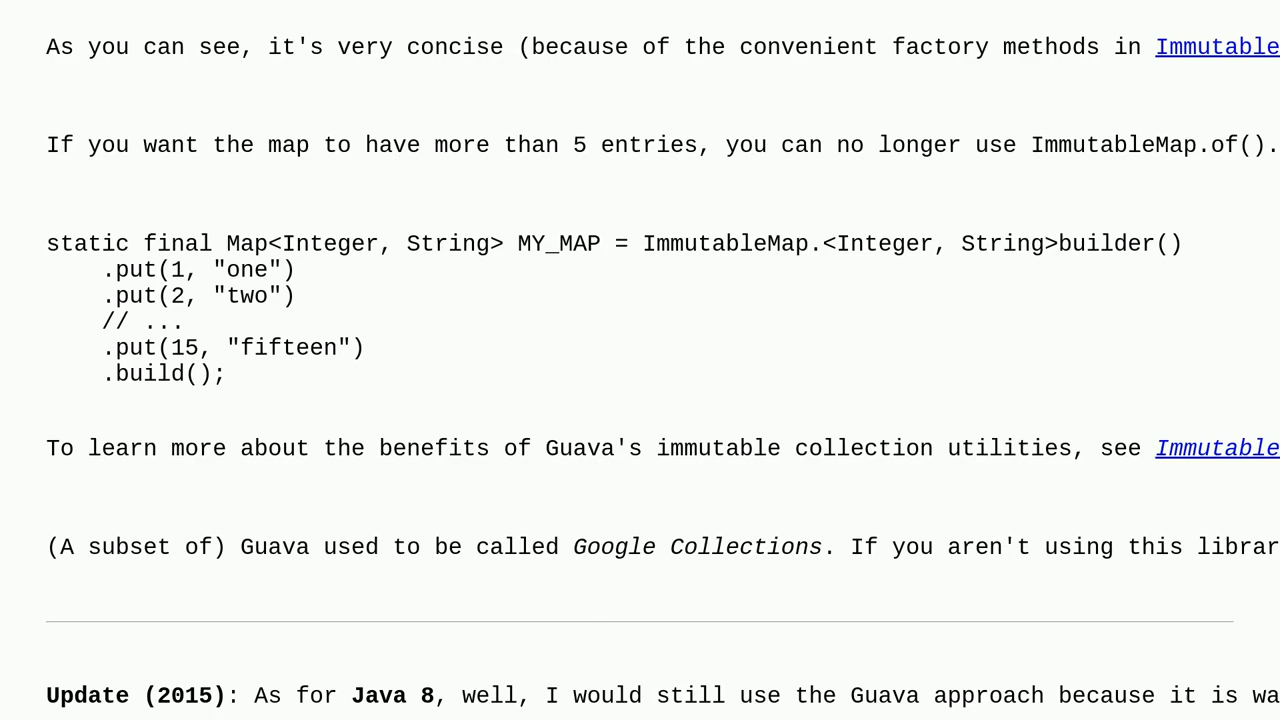 As you can see, it's very concise (because of the convenient factory methods in Immutable
If you want the map to have more than 5 entries, you can no longer use ImmutableMap.of().
static final Map<Integer, String> MY_MAP = ImmutableMap.<Integer, String>builder()
    .put(1, "one")
    .put(2, "two")
    // ...
    .put(15, "fifteen")
    .build();
To learn more about the benefits of Guava's immutable collection utilities, see Immutable
(A subset of) Guava used to be called Google Collections. If you aren't using this librar
Update (2015): As for Java 8, well, I would still use the Guava approach because it is wa